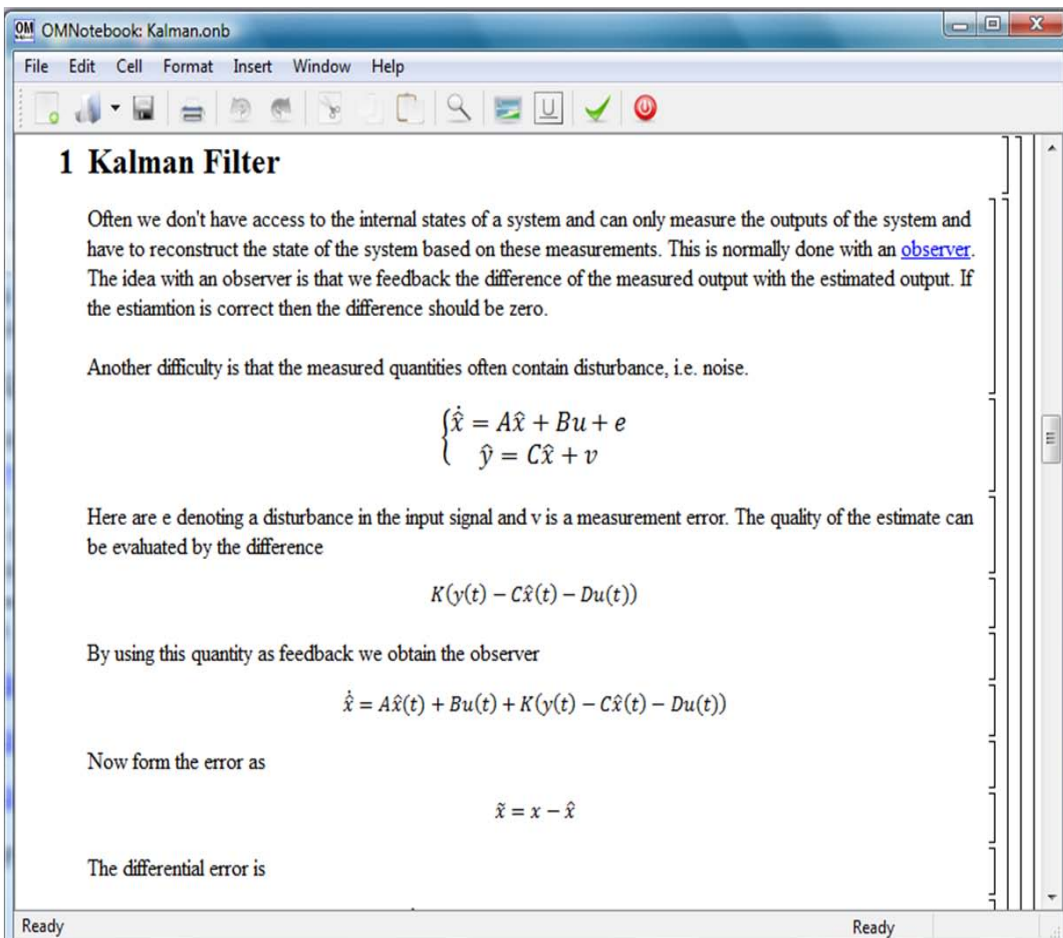 OMNotebook: Kalman.onb
File Edit Cell Format Insert Window Help
1 Kalman Filter
Often we don't have access to the internal states of a system and can only measure the outputs of the system and
have to reconstruct the state of the system based on these measurements. This is normally done with an observer.
The idea with an observer is that we feedback the difference of the measured output with the estimated output. If
the estiamtion is correct then the difference should be zero.
Another difficulty is that the measured quantities often contain disturbance, i.e. noise.
{ẋ̂ = Ax̂ + Bu + e
ŷ = Cx̂ + v
Here are e denoting a disturbance in the input signal and v is a measurement error. The quality of the estimate can
be evaluated by the difference
K(y(t) − Cx̂(t) − Du(t))
By using this quantity as feedback we obtain the observer
x̂̇ = Ax̂(t) + Bu(t) + K(y(t) − Cx̂(t) − Du(t))
Now form the error as
x̃ = x − x̂
The differential error is
Ready Ready